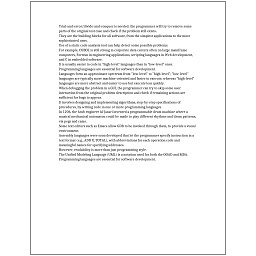 Trial-and-error/divide-and-conquer is needed: the programmer will try to remove some
parts of the original test case and check if the problem still exists.
They are the building blocks for all software, from the simplest applications to the most
sophisticated ones.
Use of a static code analysis tool can help detect some possible problems.
For example, COBOL is still strong in corporate data centers often on large mainframe
computers, Fortran in engineering applications, scripting languages in Web development,
and C in embedded software.
It is usually easier to code in "high-level" languages than in "low-level" ones.
Programming languages are essential for software development.
Languages form an approximate spectrum from "low-level" to "high-level"; "low-level"
languages are typically more machine-oriented and faster to execute, whereas "high-level"
languages are more abstract and easier to use but execute less quickly.
When debugging the problem in a GUI, the programmer can try to skip some user
interaction from the original problem description and check if remaining actions are
sufficient for bugs to appear.
It involves designing and implementing algorithms, step-by-step specifications of
procedures, by writing code in one or more programming languages.
In 1206, the Arab engineer Al-Jazari invented a programmable drum machine where a
musical mechanical automaton could be made to play different rhythms and drum patterns,
via pegs and cams.
Some text editors such as Emacs allow GDB to be invoked through them, to provide a visual
environment.
Assembly languages were soon developed that let the programmer specify instruction in a
text format (e.g., ADD X, TOTAL), with abbreviations for each operation code and
meaningful names for specifying addresses.
However, readability is more than just programming style.
The Unified Modeling Language (UML) is a notation used for both the OOAD and MDA.
Programming languages are essential for software development.